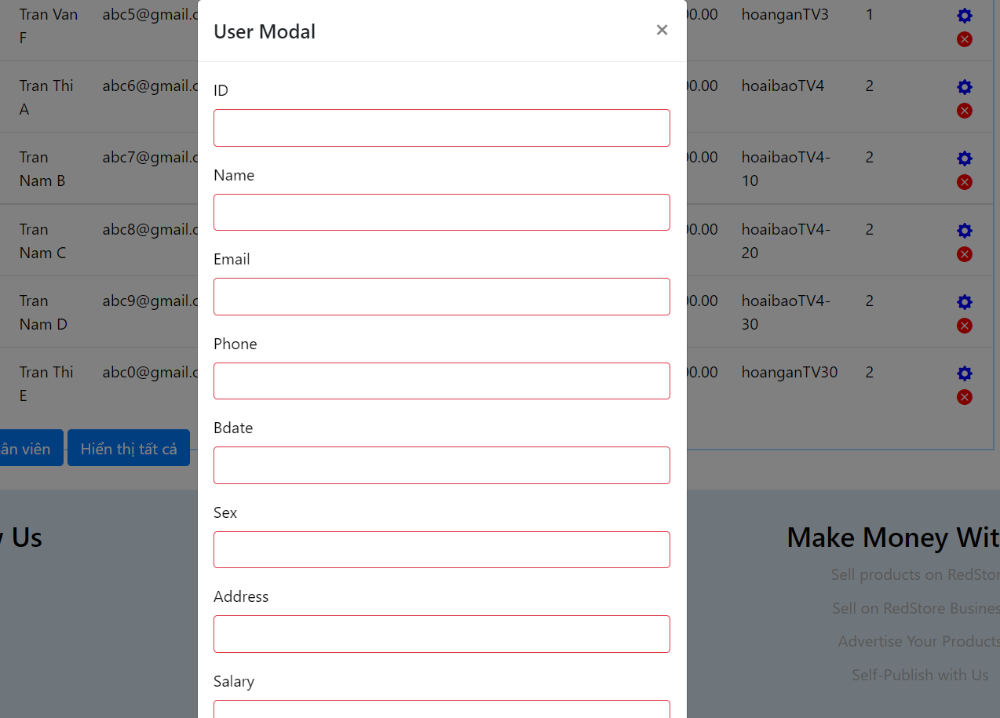 User Modal
×
ID
Name
Email
Phone
Bdate
Sex
Address
Salary
Tran Van abc5@gmail.c 00.00 hoanganTV3 1
F
Tran Thi abc6@gmail.c 00.00 hoaibaoTV4 2
A
Tran abc7@gmail.c 00.00 hoaibaoTV4-
2
Nam B 10
Tran abc8@gmail.c 00.00 hoaibaoTV4-
2
Nam C 20
Tran abc9@gmail.c 00.00 hoaibaoTV4-
2
Nam D 30
Tran Thi abc0@gmail.c 00.00 hoanganTV30 2
E
ân viên
Hiển thị tất cả
Us
Make Money Wit
Sell products on RedStor
Sell on RedStore Busines
Advertise Your Products
Self-Publish with Us